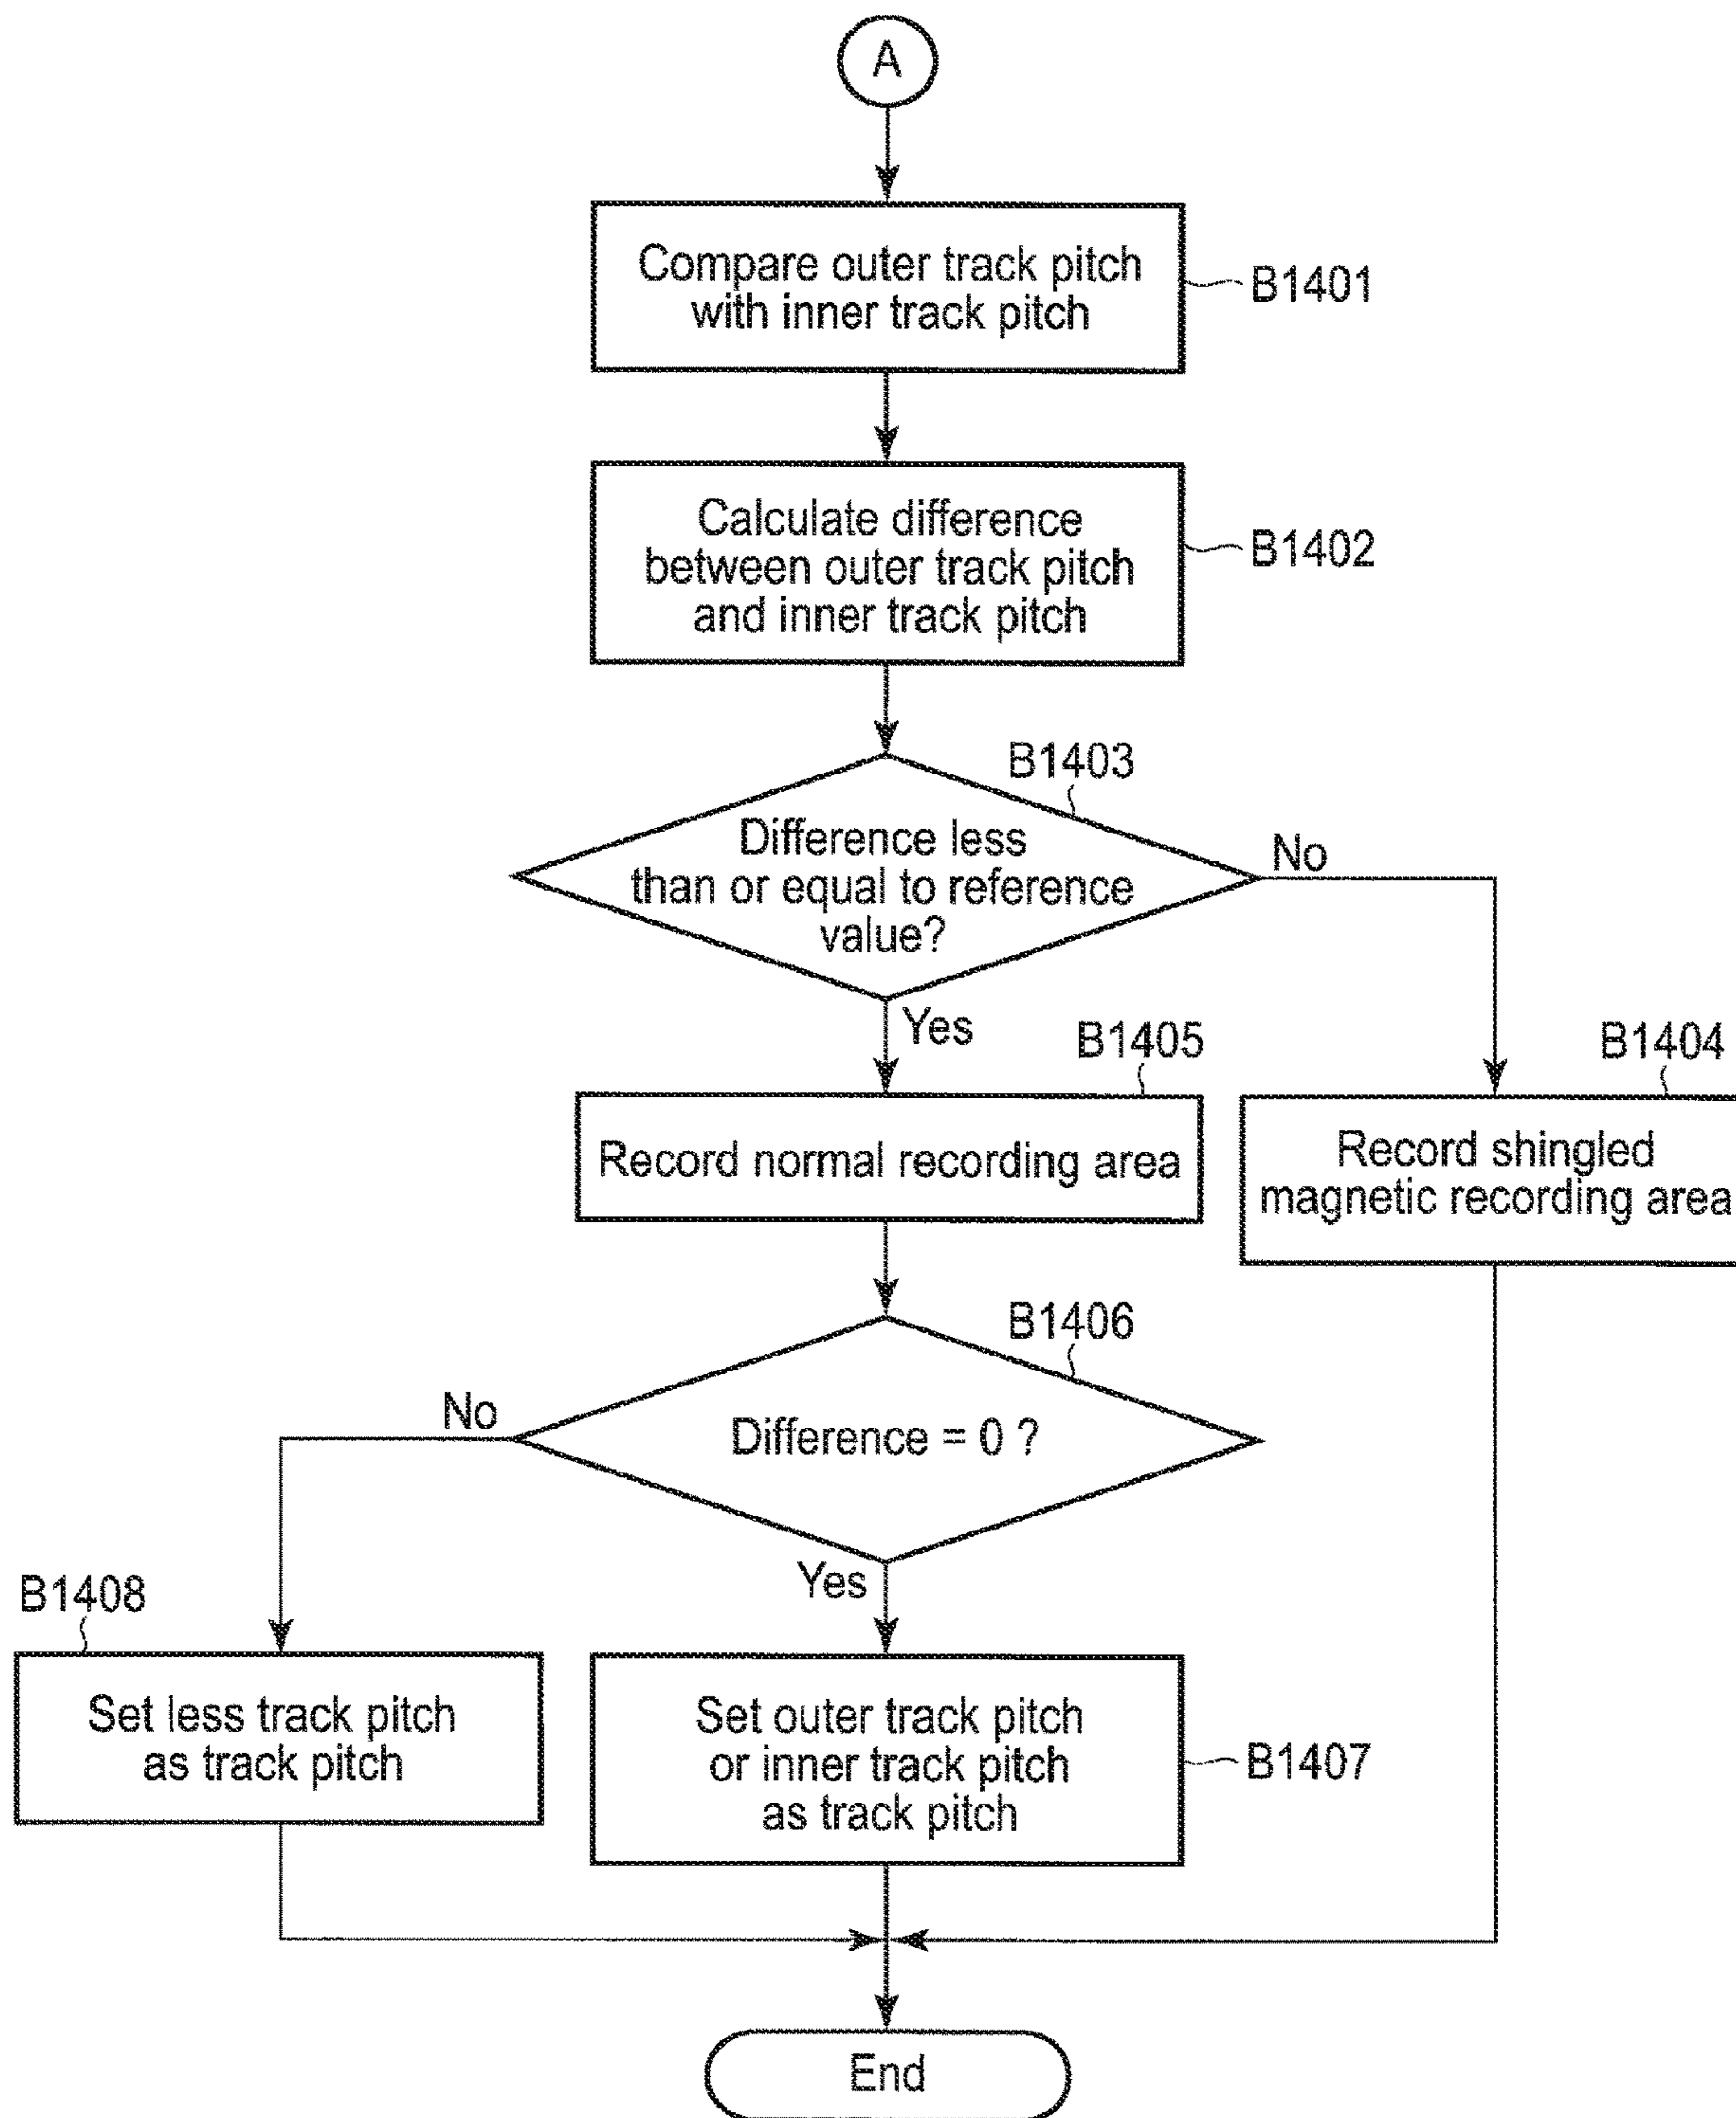 A
Compare outer track pitch
with inner track pitch
B1401
Calculate difference
between outer track pitch
and inner track pitch
B1402
B1403
Difference less
than or equal to reference
value?
No
Yes
B1405
B1404
Record normal recording area
Record shingled
magnetic recording area
B1406
No
Difference = 0 ?
Yes
B1408
Set less track pitch
as track pitch
Set outer track pitch
or inner track pitch
as track pitch
B1407
End